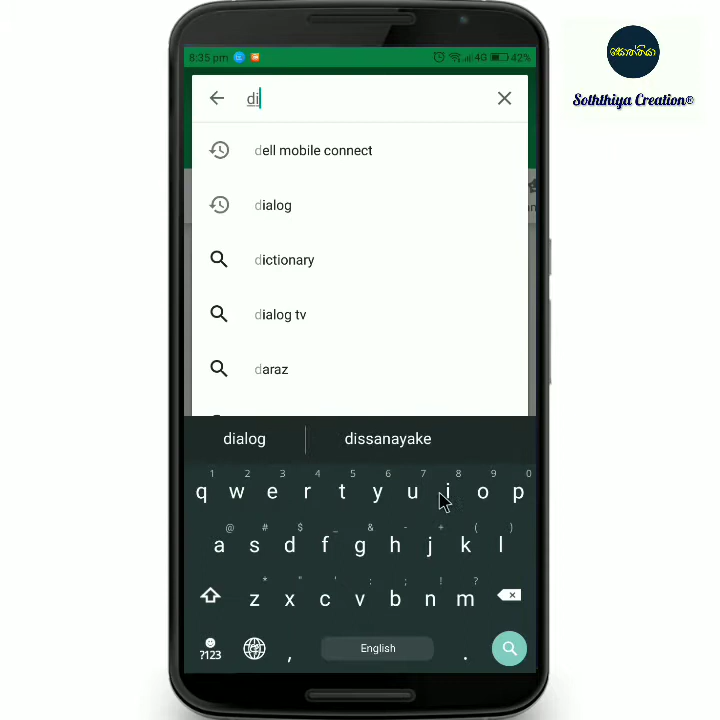 සොත්තියා
Soththiya Creation®
8:35 pm
4G
42%
di
dell mobile connect
dialog
dictionary
dialog tv
daraz
dialog
dissanayake
1 2 3 4 5 6 7 8 9 0
q w e r t y u i o p
@ # $ _ & - + ( )
a s d f g h j k l
* " ' : ; ! ?
z x c v b n m
?123 , English .